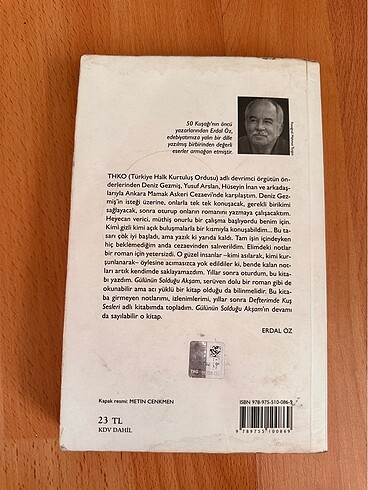 50 Kuşağı'nın öncü
yazarlarından Erdal Öz,
edebiyatımıza yalın bir dille
yazılmış birbirinden değerli
eserler armağan etmiştir.
THKO (Türkiye Halk Kurtuluş Ordusu) adlı devrimci örgütün ön-
derlerinden Deniz Gezmiş, Yusuf Arslan, Hüseyin İnan ve arkadaş-
larıyla Ankara Mamak Askeri Cezaevi'nde karşılaştım. Deniz Gez-
miş'in isteği üzerine, onlarla tek tek konuşacak, gerekli birikimi
sağlayacak, sonra oturup onların romanını yazmaya çalışacaktım.
Heyecan verici, müthiş onurlu bir çalışma başlıyordu benim için.
Kimi gizli kimi açık buluşmalarla bir kısmıyla konuşabildim... Bu ta-
sarı çok iyi başladı, ama yazık ki yarıda kaldı. Tam işin içindeyken
hiç beklemediğim anda cezaevinden salıverildim. Elimdeki notlar
bir roman için yetersizdi. O güzel insanlar –kimi asılarak, kimi kur-
şunlanarak– öylesine acımasızca yok edildiler ki, bende kalan not-
ları artık kendimde saklayamazdım. Yıllar sonra oturdum, bu kita-
bı yazdım. Gülünün Solduğu Akşam, serüven dolu bir roman gibi de
okunabilir ama acı yüklü bir kitap olduğu da bilinmelidir. Bu kita-
ba girmeyen notlarımı, izlenimlerimi, yıllar sonra Defterimde Kuş
Sesleri adlı kitabımda topladım. Gülünün Solduğu Akşam'ın devamı
da sayılabilir o kitap.
ERDAL ÖZ
Kapak resmi: METİN CENKMEN
23 TL
KDV DAHİL
ISBN 978-975-510-086-9
9 789755 100869